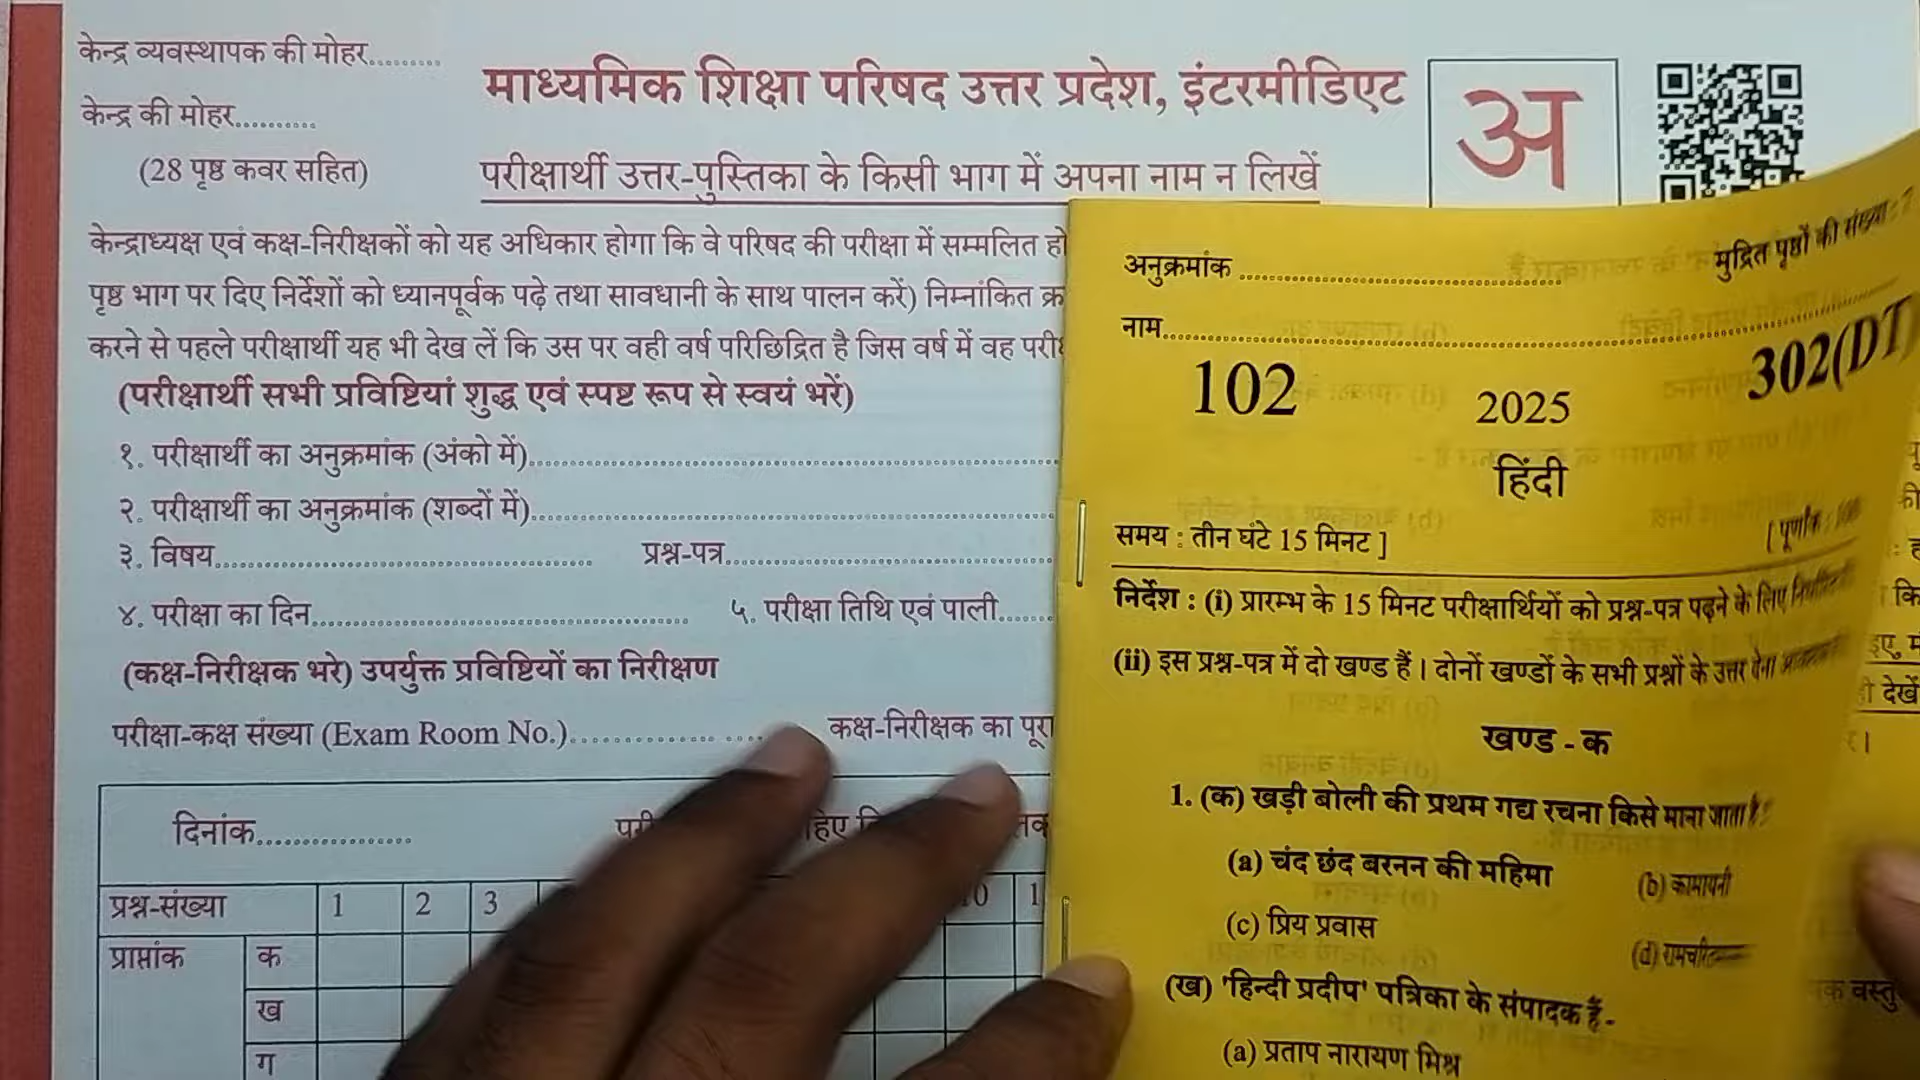 केन्द्र व्यवस्थापक की मोहर.........
केन्द्र की मोहर..........
(28 पृष्ठ कवर सहित)
माध्यमिक शिक्षा परिषद उत्तर प्रदेश, इंटरमीडिएट
परीक्षार्थी उत्तर-पुस्तिका के किसी भाग में अपना नाम न लिखें
अ
केन्द्राध्यक्ष एवं कक्ष-निरीक्षकों को यह अधिकार होगा कि वे परिषद की परीक्षा में सम्मलित हो
पृष्ठ भाग पर दिए निर्देशों को ध्यानपूर्वक पढ़े तथा सावधानी के साथ पालन करें) निम्नांकित क्र
करने से पहले परीक्षार्थी यह भी देख लें कि उस पर वही वर्ष परिछिद्रित है जिस वर्ष में वह
(परीक्षार्थी सभी प्रविष्टियां शुद्ध एवं स्पष्ट रूप से स्वयं भरें)
१. परीक्षार्थी का अनुक्रमांक (अंको में)
२. परीक्षार्थी का अनुक्रमांक (शब्दों में)
३. विषय प्रश्न-पत्र
४. परीक्षा का दिन ५. परीक्षा तिथि एवं पाली
(कक्ष-निरीक्षक भरे) उपर्युक्त प्रविष्टियों का निरीक्षण
परीक्षा-कक्ष संख्या (Exam Room No.) कक्ष-निरीक्षक का पूरा
दिनांक
प्रश्न-संख्या 1 2 3
प्राप्तांक क
ख
ग
अनुक्रमांक मुद्रित पृष्ठों की संख्या : 7
नाम
102 2025 302(DT)
हिंदी
समय : तीन घंटे 15 मिनट ] [ पूर्णांक :
निर्देश : (i) प्रारम्भ के 15 मिनट परीक्षार्थियों को प्रश्न-पत्र पढ़ने के लिए
(ii) इस प्रश्न-पत्र में दो खण्ड हैं। दोनों खण्डों के सभी प्रश्नों के उत्तर देना
खण्ड - क
1. (क) खड़ी बोली की प्रथम गद्य रचना किसे माना जाता है
(a) चंद छंद बरनन की महिमा (b) कामायनी
(c) प्रिय प्रवास (d)
(ख) 'हिन्दी प्रदीप' पत्रिका के संपादक हैं-
(a) प्रताप नारायण मिश्र